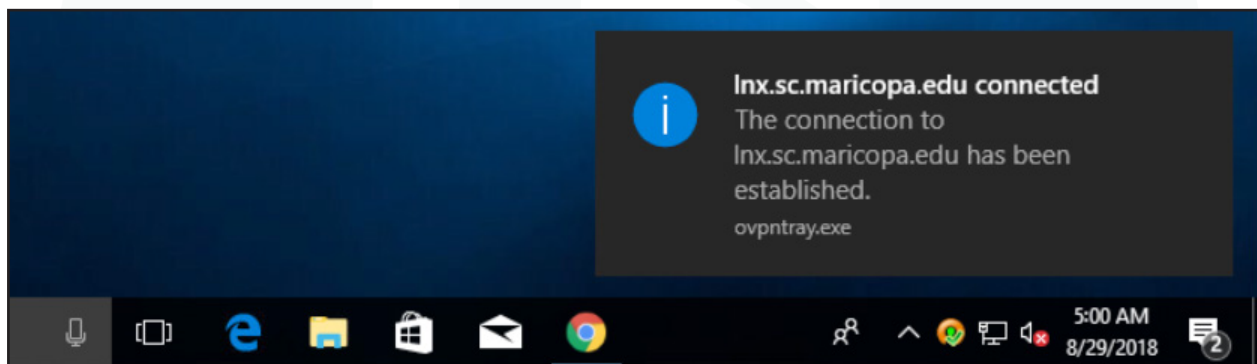 lnx.sc.maricopa.edu connected
The connection to
lnx.sc.maricopa.edu has been
established.
ovpntray.exe
5:00 AM
8/29/2018
2